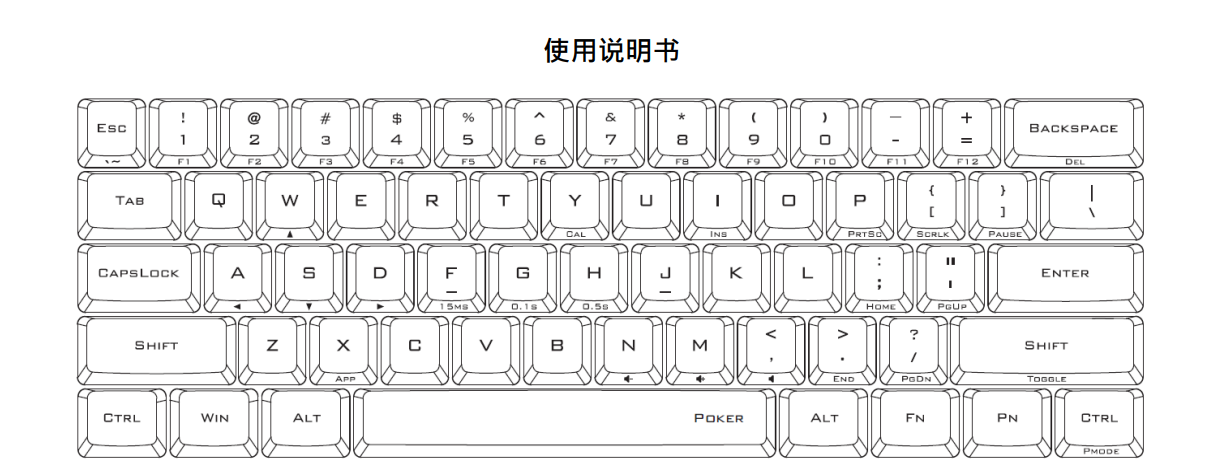 使用说明书
! @ # $ % ^ & * ( ) — +
Esc 1 2 3 4 5 6 7 8 9 0 - = BACKSPACE
`~ F1 F2 F3 F4 F5 F6 F7 F8 F9 F10 F11 F12 DEL
{ } |
TAB Q W E R T Y U I O P [ ] \
▲ CAL INS PRTSC SCRLK PAUSE
: "
CAPSLOCK A S D F G H J K L ; ' ENTER
◄ ▼ ► 15MS 0.1S 0.5S HOME PGUP
< > ?
SHIFT Z X C V B N M , . / SHIFT
APP END PGDN TOGGLE
CTRL WIN ALT POKER ALT FN PN CTRL
PMODE